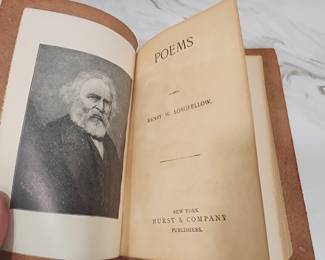 POEMS
HENRY W. LONGFELLOW,
NEW YORK
HURST & COMPANY
PUBLISHERS.